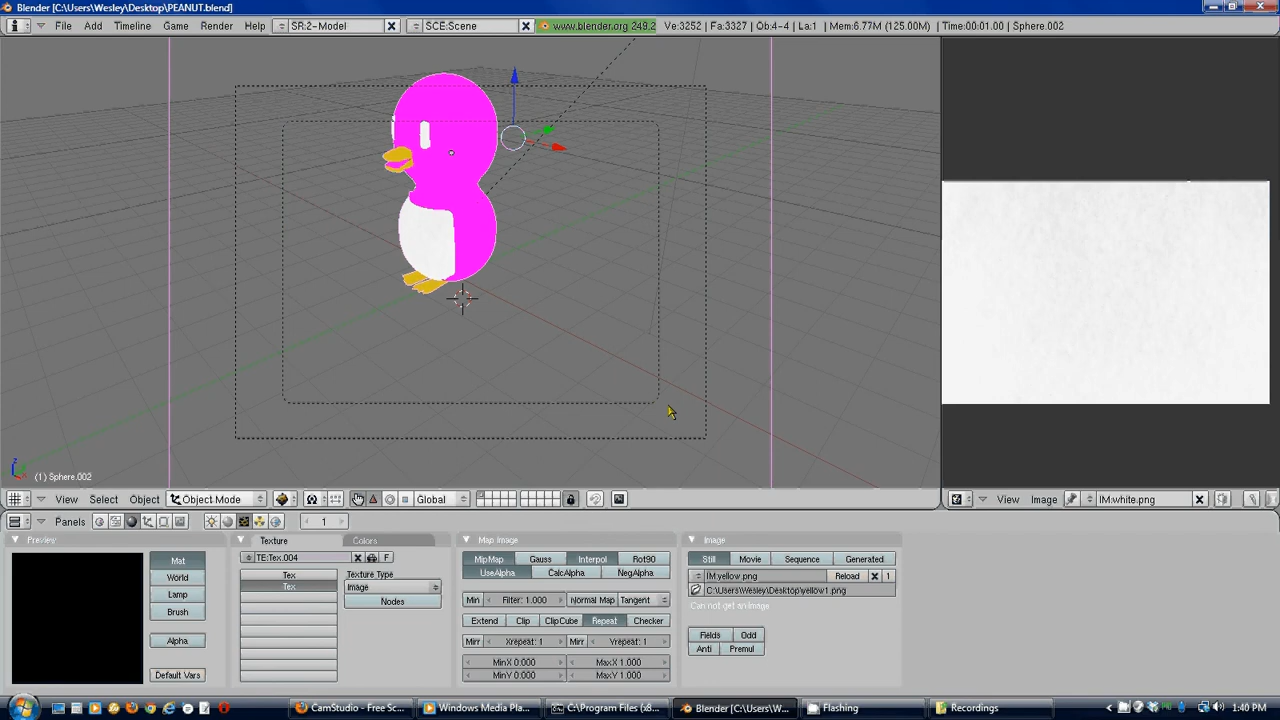 Blender [C:\Users\Wesley\Desktop\PEANUT.blend]
File Add Timeline Game Render Help SR:2-Model SCE:Scene www.blender.org 249.2 Ve:3252 | Fa:3327 | Ob:4-4 | La:1 | Mem:6.77M (125.00M) | Time:00:01.00 | Sphere.002
(1) Sphere.002
View Select Object Object Mode Global View Image IM:white.png
Panels 1
Preview Texture Colors Map Image Image
Mat
World
Lamp
Brush
Alpha
Default Vars
TE:Tex.004 F
Tex
Tex
Texture Type
Image
Nodes
MipMap Gauss Interpol Rot90
UseAlpha CalcAlpha NegAlpha
Min Filter: 1.000 Normal Map Tangent
Extend Clip ClipCube Repeat Checker
Mirr Xrepeat: 1 Mirr Yrepeat: 1
MinX 0.000 MaxX 1.000
MinY 0.000 MaxY 1.000
Still Movie Sequence Generated
IM:yellow.png Reload 1
C:\Users\Wesley\Desktop\yellow1.png
Can not get an image
Fields Odd
Anti Premul
CamStudio - Free Sc... Windows Media Pla... C:\Program Files (x8... Blender [C:\Users\W... Flashing Recordings 1:40 PM